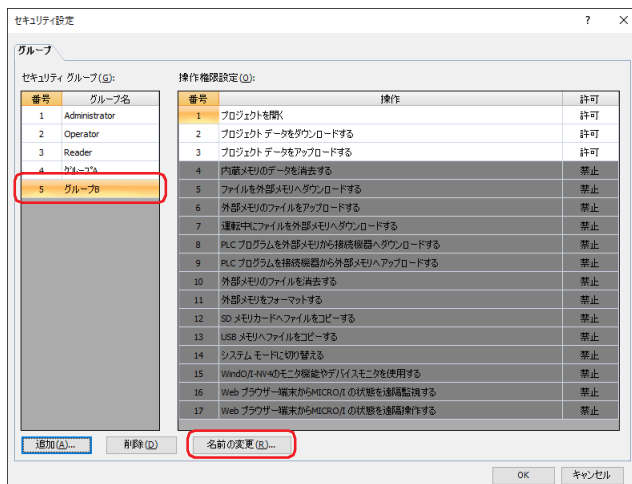 セキュリティ設定
グループ
セキュリティ グループ(G):
操作権限設定(O):
番号 グループ名
1 Administrator
2 Operator
3 Reader
4 グループA
5 グループB
番号 操作 許可
1 プロジェクトを開く 許可
2 プロジェクト データをダウンロードする 許可
3 プロジェクト データをアップロードする 許可
4 内蔵メモリのデータを消去する 禁止
5 ファイルを外部メモリへダウンロードする 禁止
6 外部メモリのファイルをアップロードする 禁止
7 運転中にファイルを外部メモリへダウンロードする 禁止
8 PLC プログラムを外部メモリから接続機器へダウンロードする 禁止
9 PLC プログラムを接続機器から外部メモリへアップロードする 禁止
10 外部メモリのファイルを消去する 禁止
11 外部メモリをフォーマットする 禁止
12 SD メモリカードへファイルをコピーする 禁止
13 USB メモリへファイルをコピーする 禁止
14 システム モードに切り替える 禁止
15 WindO/I-NV4のモニタ機能やデバイスモニタを使用する 禁止
16 Web ブラウザー端末からMICRO/I の状態を遠隔監視する 禁止
17 Web ブラウザー端末からMICRO/I の状態を遠隔操作する 禁止
追加(A)... 削除(D) 名前の変更(R)...
OK キャンセル